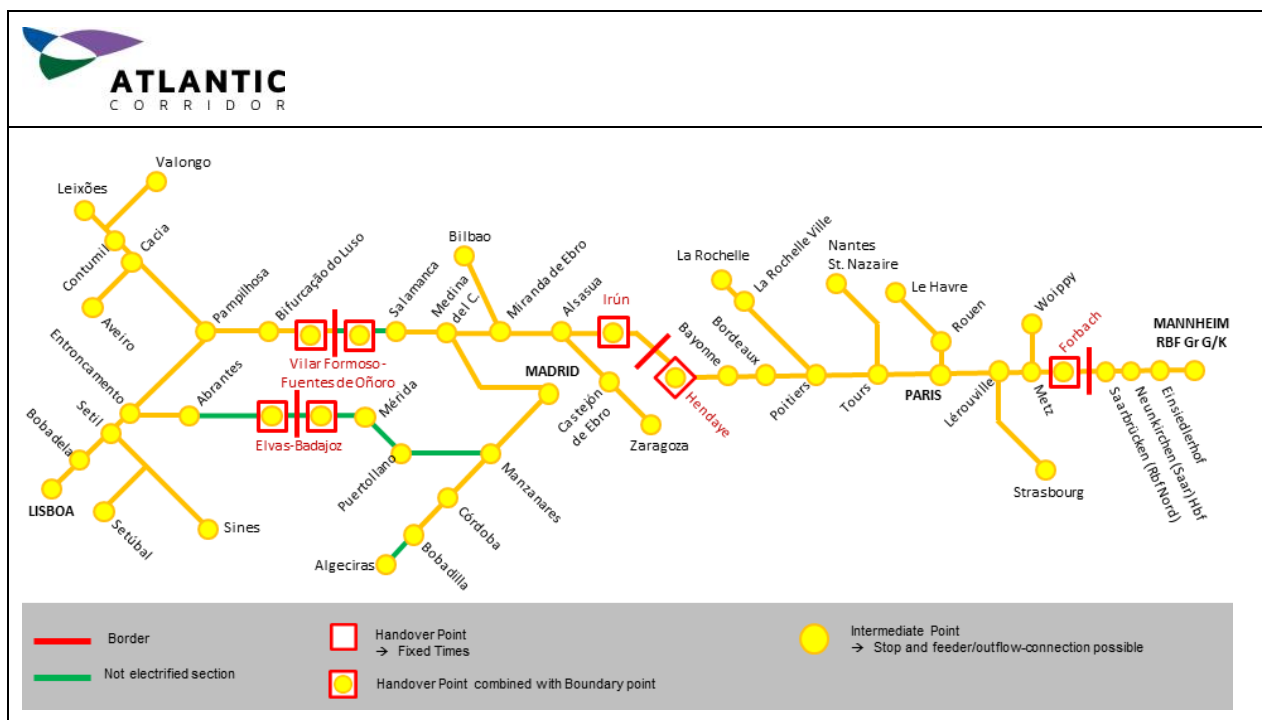 ATLANTIC
CORRIDOR
Valongo
Leixões
Contumil
Cacia
Aveiro
Pampilhosa
Bifurcação do Luso
Vilar Formoso-
Fuentes de Oñoro
Salamanca
Medina
del C.
Bilbao
Miranda de Ebro
Alsasua
Irún
Hendaye
Bayonne
Bordeaux
La Rochelle
La Rochelle Ville
Poitiers
Nantes
St. Nazaire
Tours
Le Havre
Rouen
PARIS
Lérouville
Woippy
Metz
Forbach
MANNHEIM
RBF Gr G/K
Saarbrücken (Rbf Nord)
Neunkirchen (Saar) Hbf
Einsiedlerhof
Strasbourg
Castejón
de Ebro
Zaragoza
MADRID
Entroncamento
Abrantes
Setil
Bobadela
LISBOA
Setúbal
Sines
Elvas-Badajoz
Mérida
Puertollano
Manzanares
Córdoba
Bobadilla
Algeciras
Border
Not electrified section
Handover Point
→ Fixed Times
Handover Point combined with Boundary point
Intermediate Point
→ Stop and feeder/outflow-connection possible